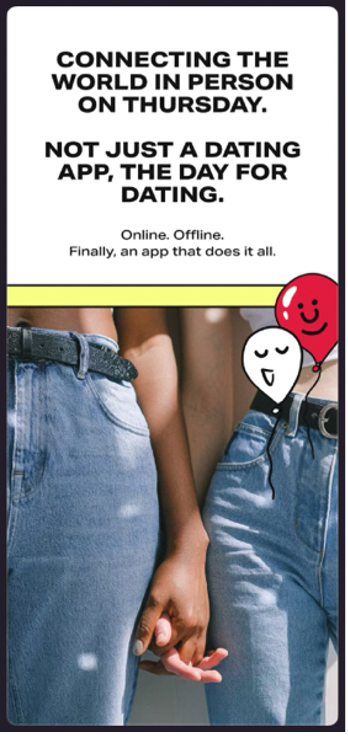 CONNECTING THE
WORLD IN PERSON
ON THURSDAY.
NOT JUST A DATING
APP, THE DAY FOR
DATING.
Online. Offline.
Finally, an app that does it all.